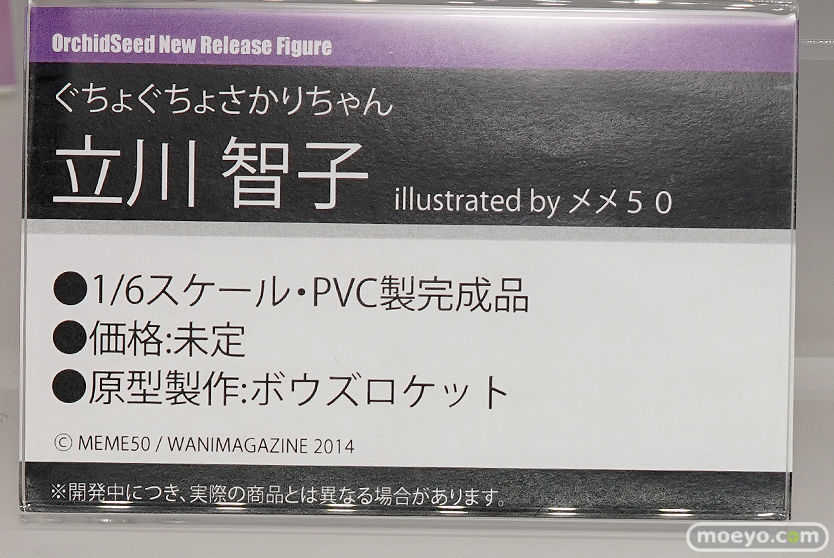 OrchidSeed New Release Figure
ぐちょぐちょさかりちゃん
立川 智子 illustrated by メメ５０
●1/6スケール・PVC製完成品
●価格:未定
●原型製作:ボウズロケット
© MEME50 / WANIMAGAZINE 2014
※開発中につき、実際の商品とは異なる場合があります。
moeyo.com